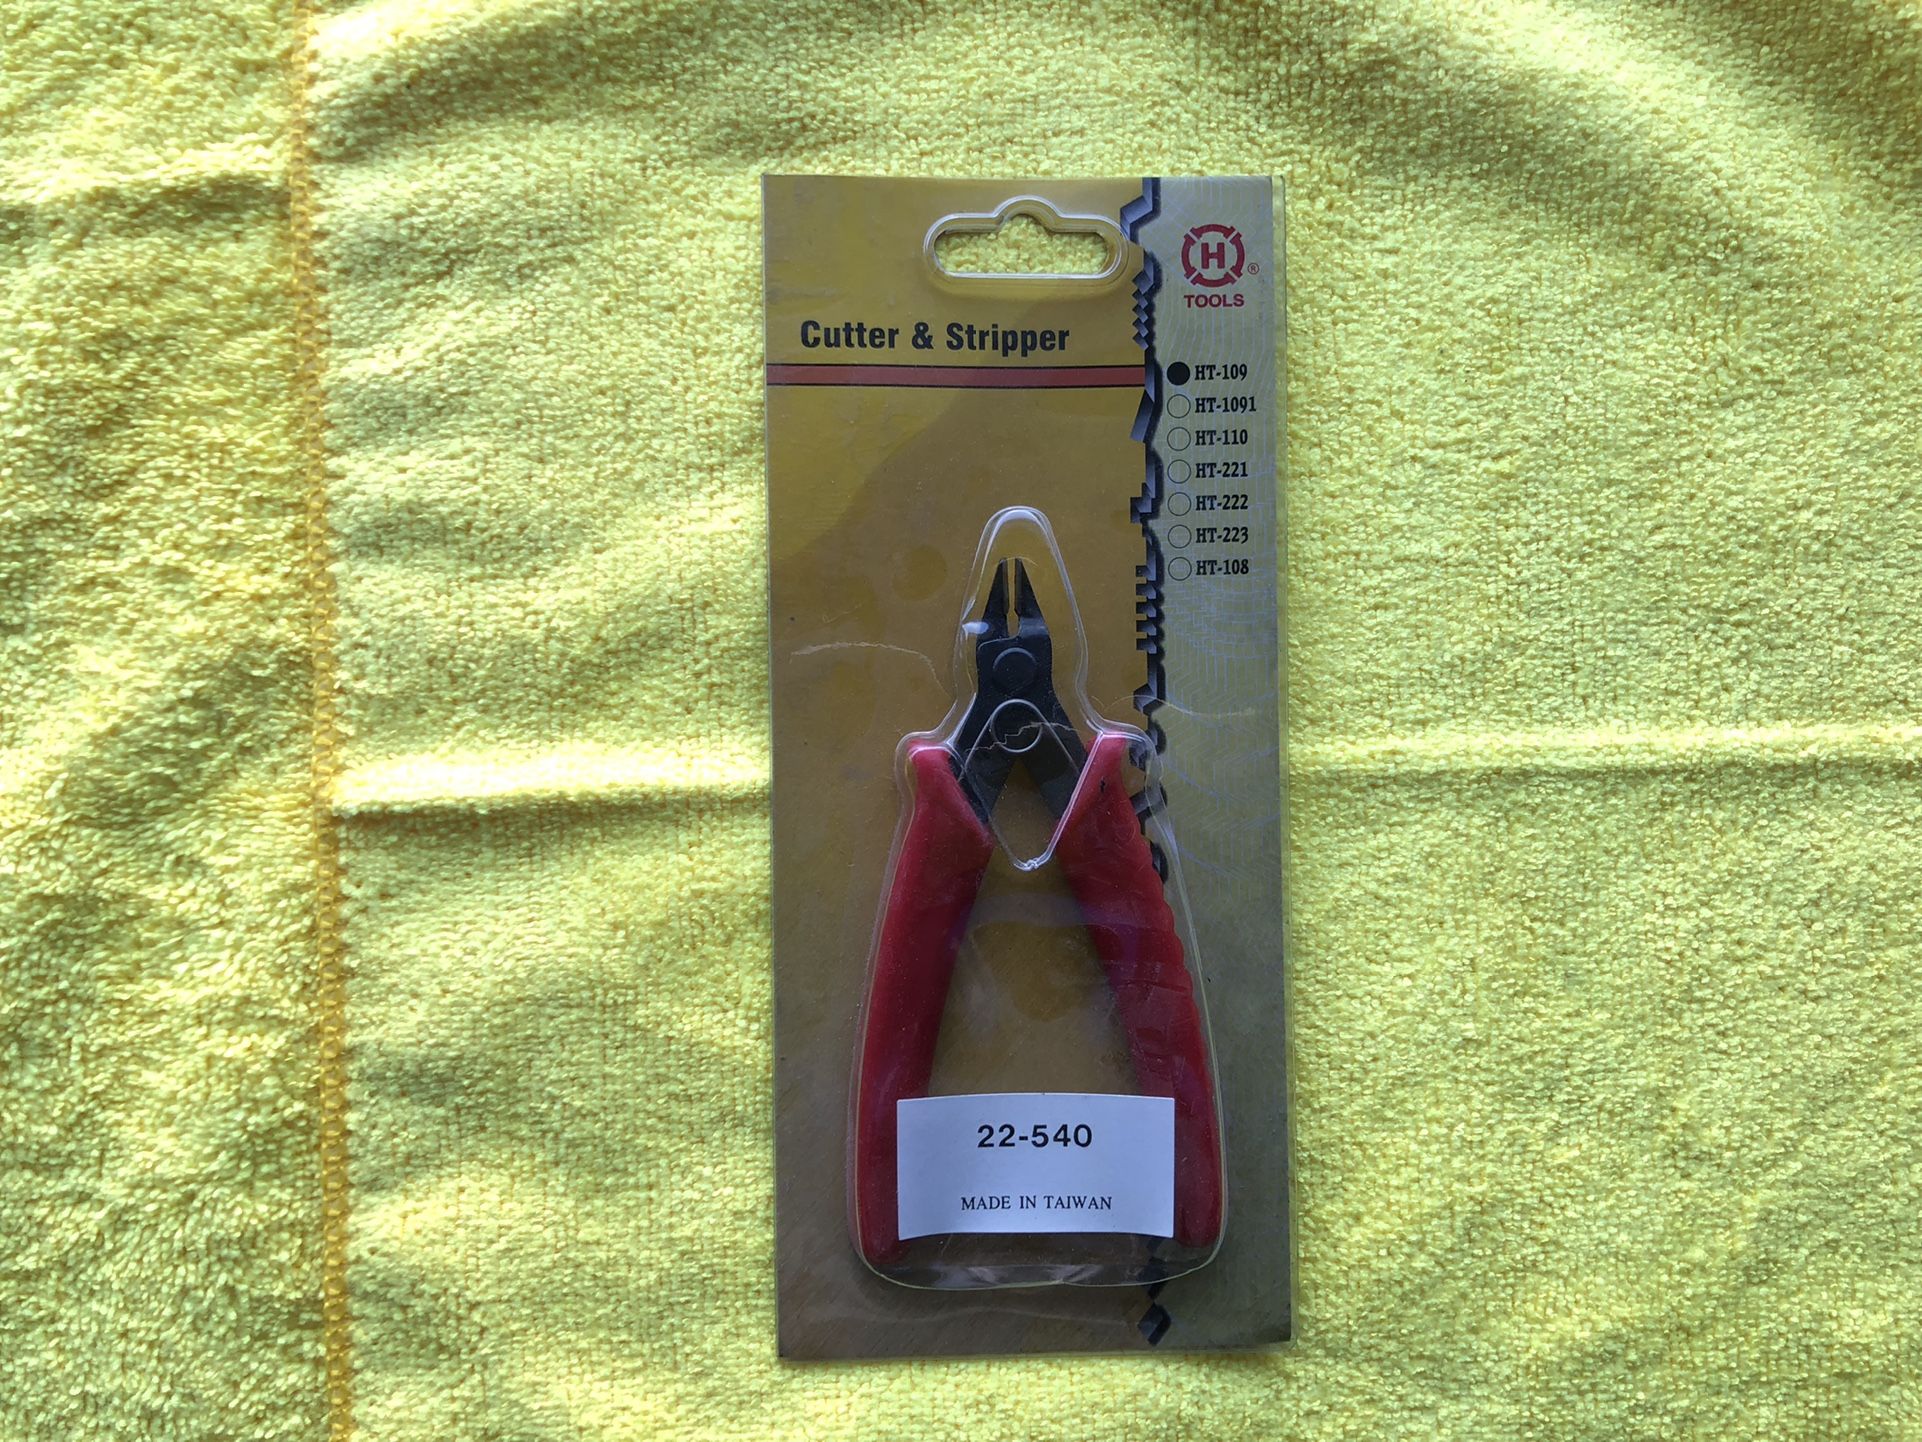 H
®
TOOLS
Cutter & Stripper
HT-109
HT-1091
HT-110
HT-221
HT-222
HT-223
HT-108
22-540
MADE IN TAIWAN